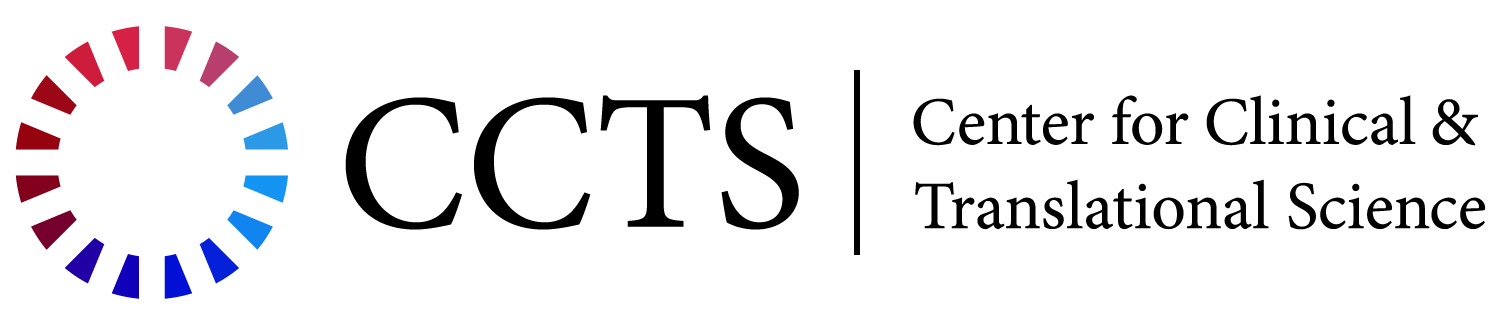 CCTS
Center for Clinical &
Translational Science